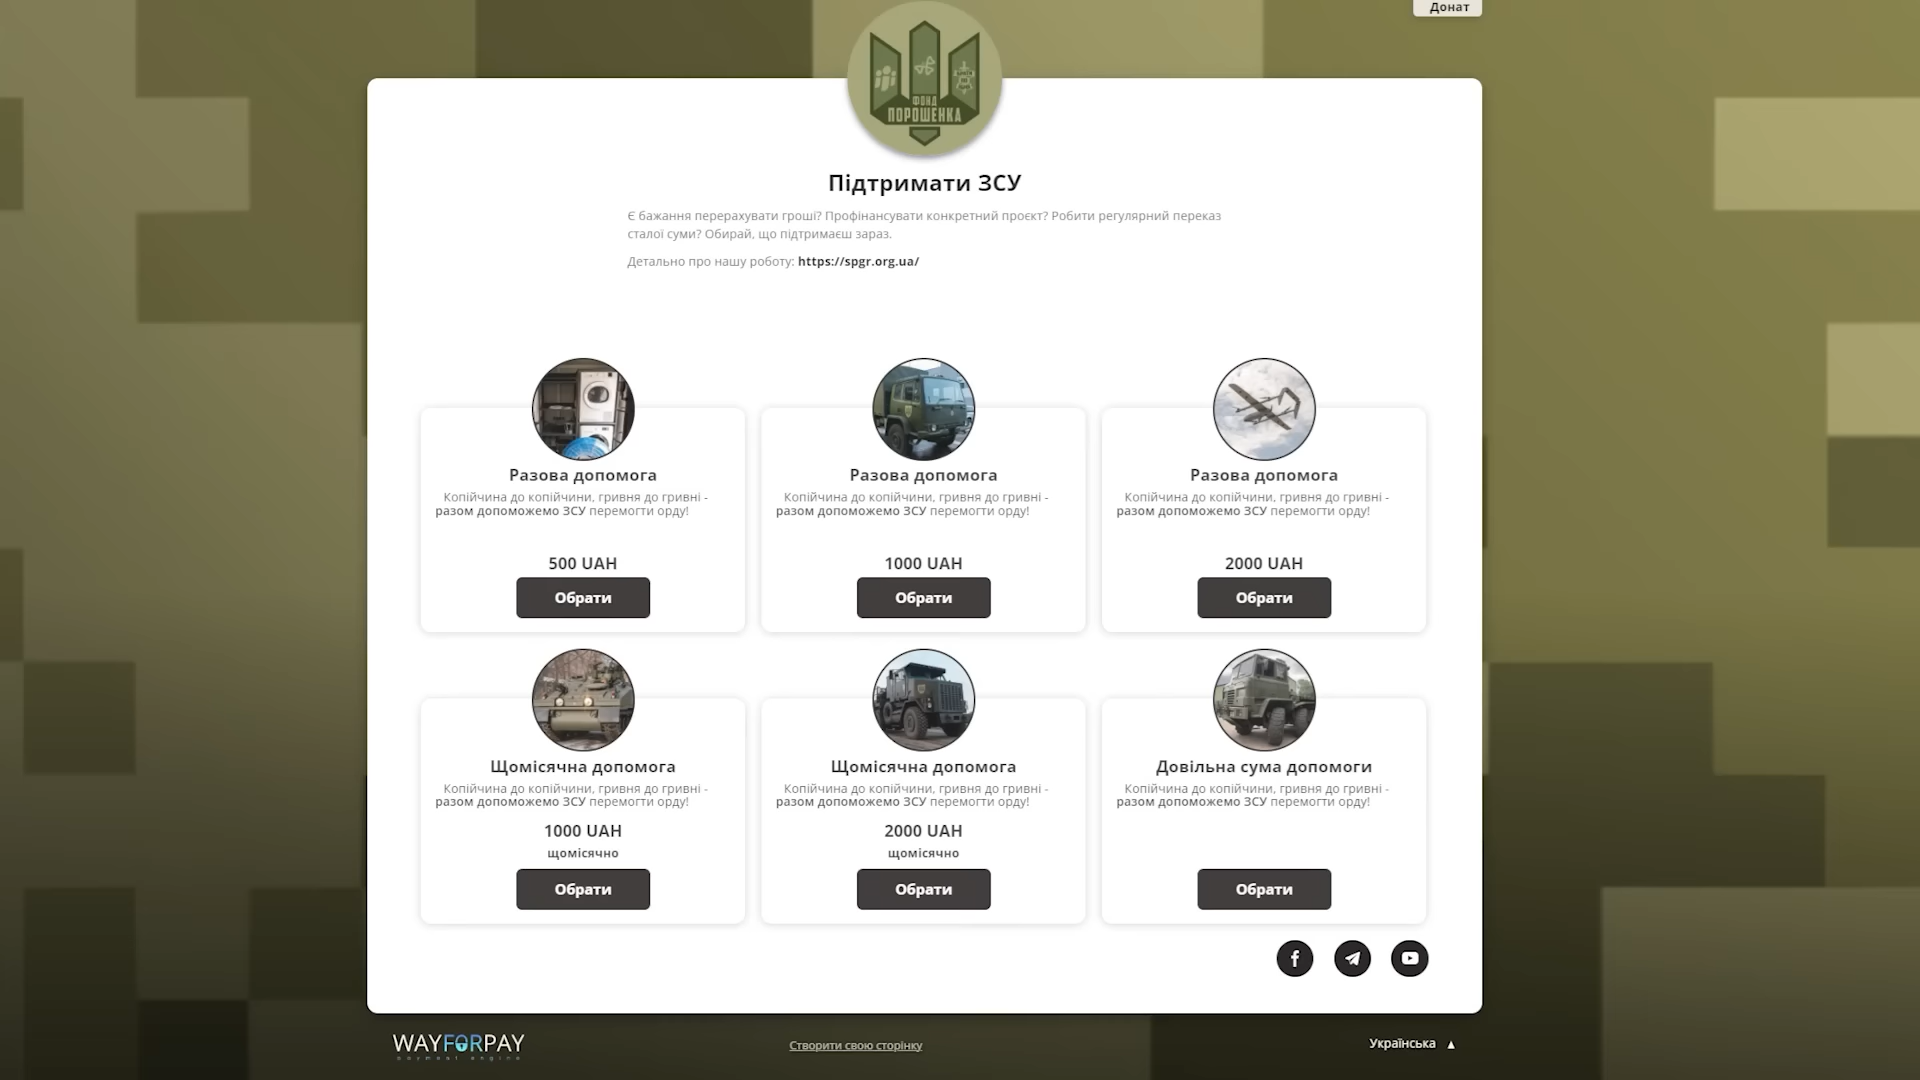 Донат
ФОНД
ПОРОШЕНКА
Підтримати ЗСУ
Є бажання перерахувати гроші? Профінансувати конкретний проєкт? Робити регулярний переказ
сталої суми? Обирай, що підтримаєш зараз.
Детально про нашу роботу: https://spgr.org.ua/
Разова допомога
Копійчина до копійчини, гривня до гривні -
разом допоможемо ЗСУ перемогти орду!
500 UAH
Обрати
Разова допомога
Копійчина до копійчини, гривня до гривні -
разом допоможемо ЗСУ перемогти орду!
1000 UAH
Обрати
Разова допомога
Копійчина до копійчини, гривня до гривні -
разом допоможемо ЗСУ перемогти орду!
2000 UAH
Обрати
Щомісячна допомога
Копійчина до копійчини, гривня до гривні -
разом допоможемо ЗСУ перемогти орду!
1000 UAH
щомісячно
Обрати
Щомісячна допомога
Копійчина до копійчини, гривня до гривні -
разом допоможемо ЗСУ перемогти орду!
2000 UAH
щомісячно
Обрати
Довільна сума допомоги
Копійчина до копійчини, гривня до гривні -
разом допоможемо ЗСУ перемогти орду!
Обрати
WAYFORPAY
payment engine
Створити свою сторінку
Українська